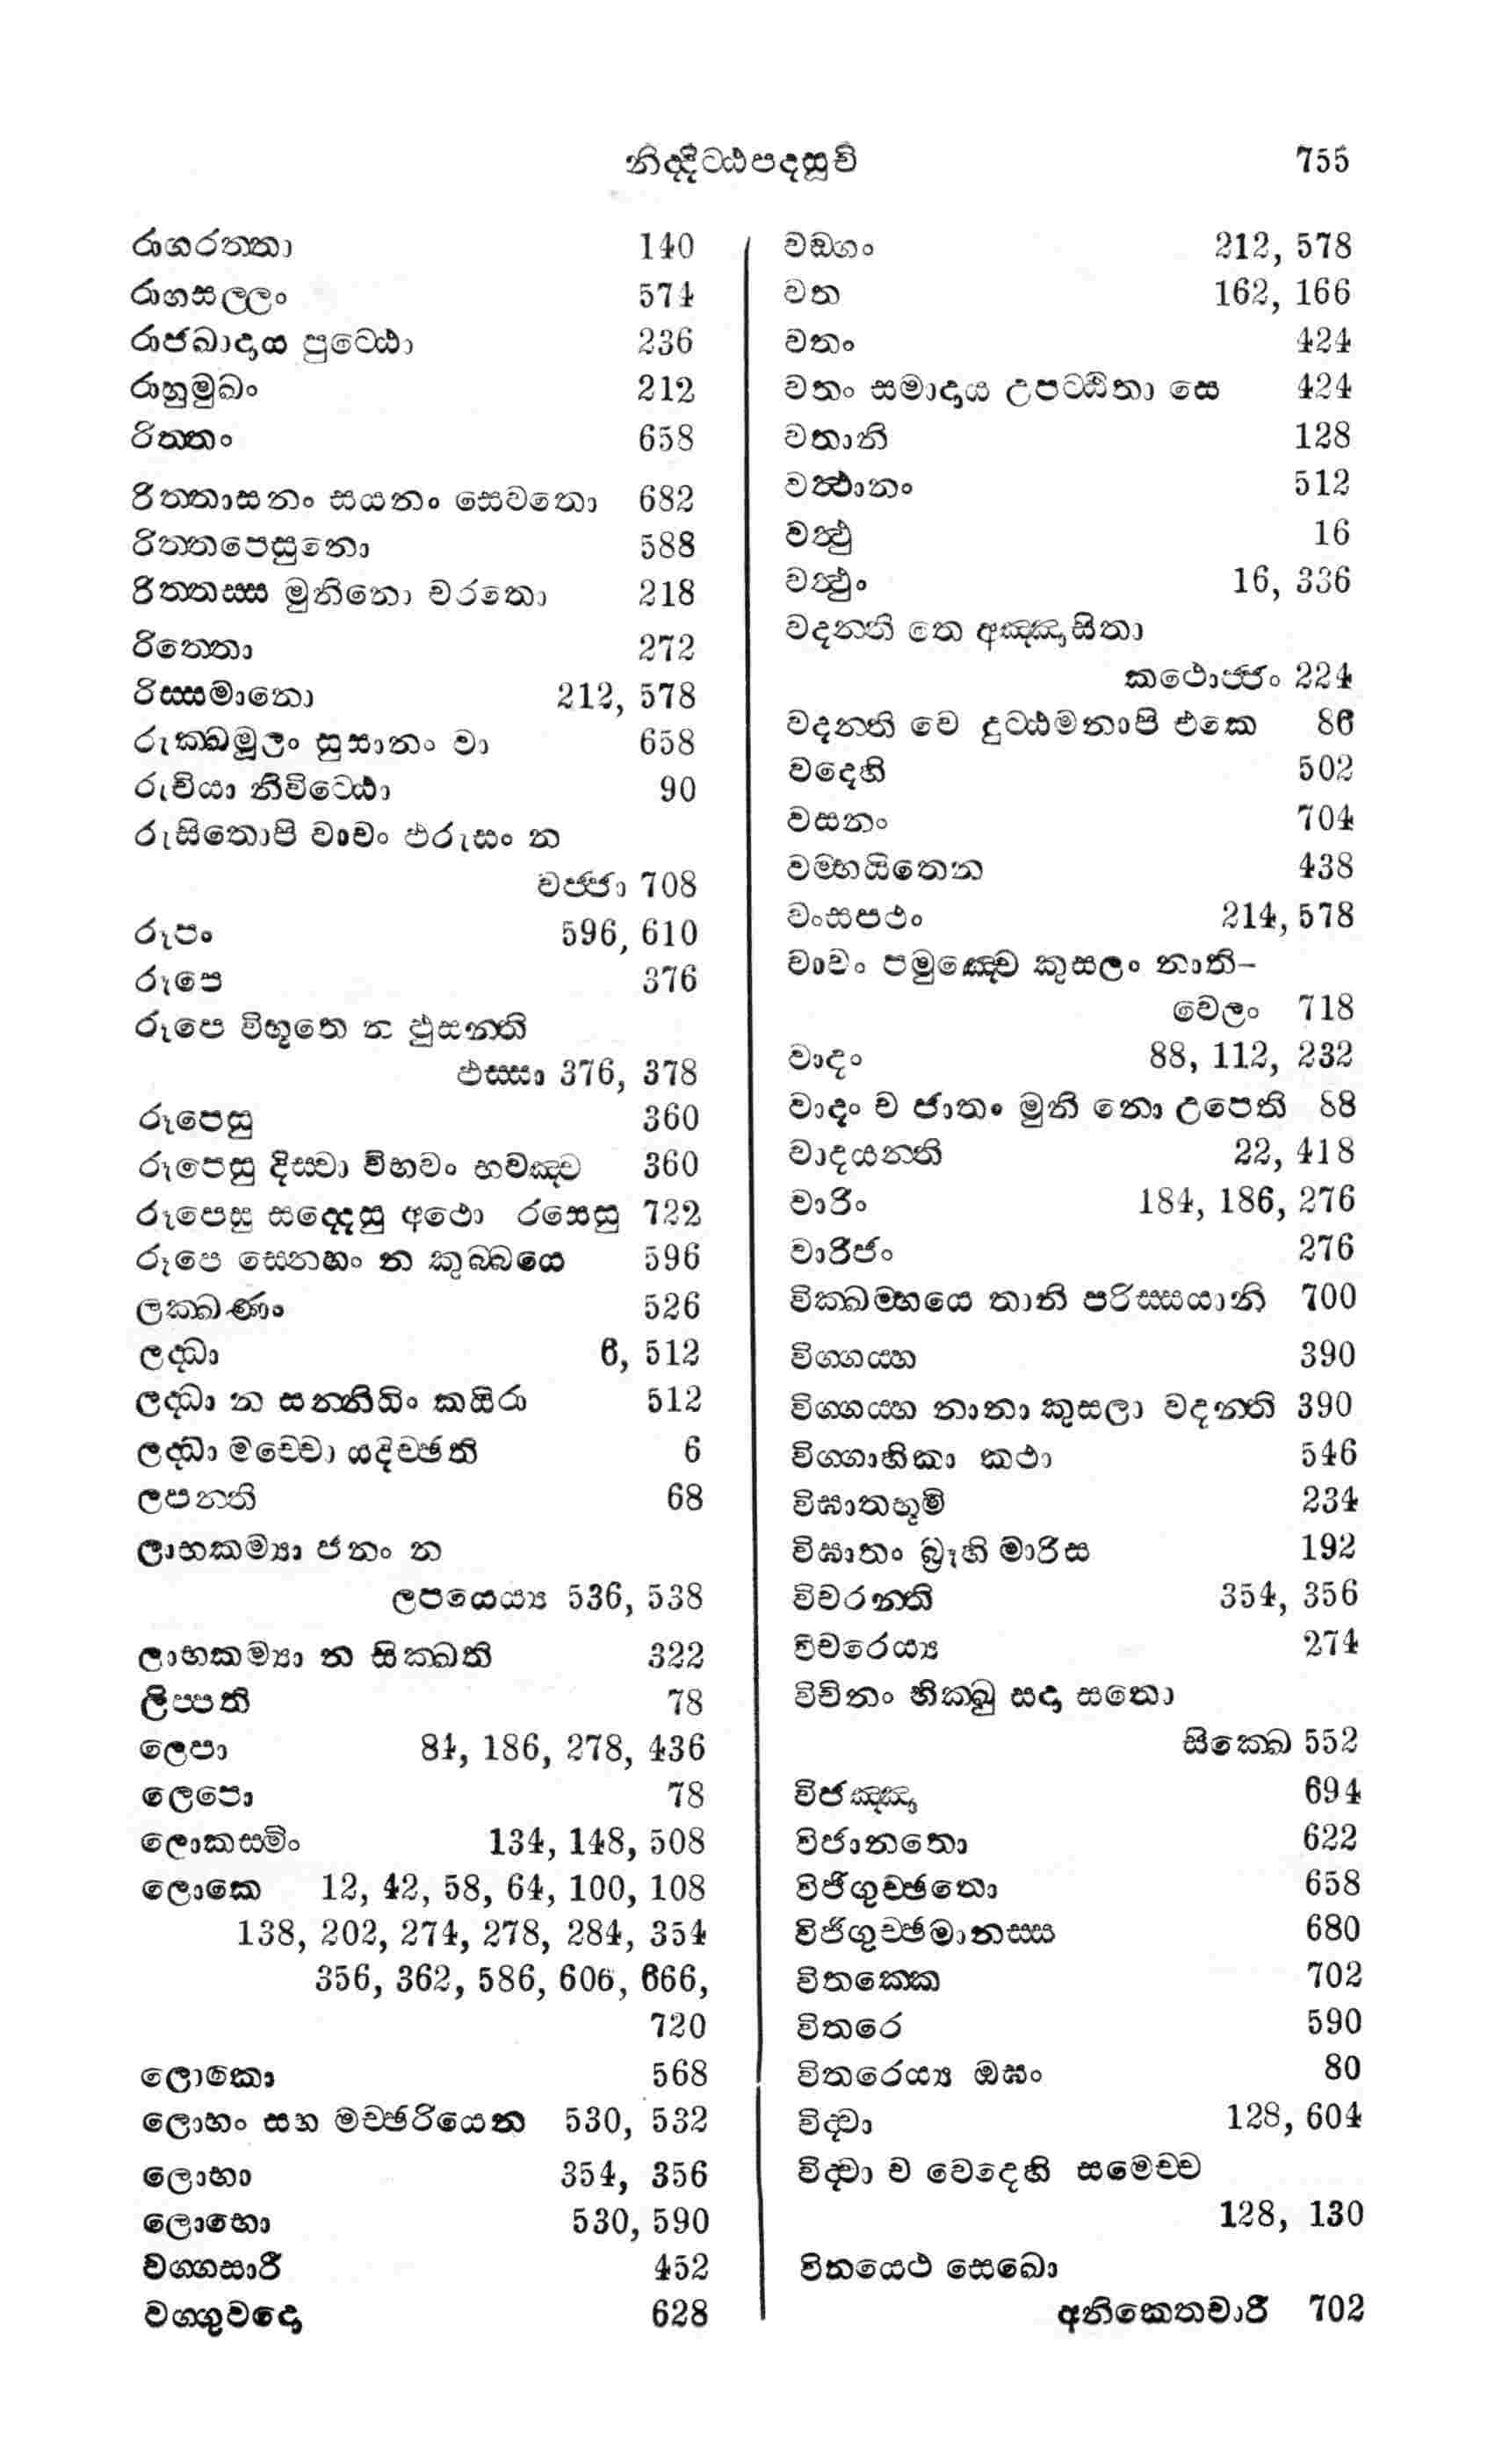 නිද්දිට්ඨපදසූචි 755
රාගරත්තා 140
රාගසල්ලං 574
රාජඛාදාය පුට්ඨො 236
රාහුමුඛං 212
රිත්තං 658
රිත්තාසනං සයනං සෙවතො 682
රිත්තපෙසුනො 588
රිත්තස්ස මුනිනො චරතො 218
රිත්තො 272
රිස්සමානො 212, 578
රුක්ඛමූලං සුසානං වා 658
රුචියා නිවිට්ඨො 90
රුසිතොපි වාචං ඵරුසං න
වජ්ජා 708
රූපං 596, 610
රූපෙ 376
රූපෙ විභූතෙ න ඵුසන්ති
ඵස්සා 376, 378
රූපෙසු 360
රූපෙසු දිස්වා විභවං භවඤ්ච 360
රූපෙසු සද්දෙසු අථො රසෙසු 722
රූපෙ සෙනහං න කුබ්බයෙ 596
ලක්ඛණං 526
ලද්ධා 6, 512
ලද්ධා න සන්නිධිං කයිරා 512
ලද්ධා මච්චො යදිච්ඡති 6
ලපන්ති 68
ලාභකම්‍යා ජනං න
ලපයෙය්‍ය 536, 538
ලාභකම්‍යා න සික්ඛති 322
ලිප්පති 78
ලෙපා 84, 186, 278, 436
ලෙපො 78
ලොකස්මිං 134, 148, 508
ලොකෙ 12, 42, 58, 64, 100, 108
138, 202, 274, 278, 284, 354
356, 362, 586, 606, 666,
720
ලොකො 568
ලොභං සහ මච්ඡරියෙන 530, 532
ලොභා 354, 356
ලොභො 530, 590
වග්ගසාරී 452
වග්ගුවදො 628
වඞ්ගං 212, 578
වත 162, 166
වතං 424
වතං සමාදාය උපට්ඨිතා සෙ 424
වතානි 128
වත්ථානං 512
වත්ථු 16
වත්ථුං 16, 336
වදන්ති තෙ අඤ්ඤසිතා
කථොජ්ජං 224
වදන්ති වෙ දුට්ඨමනාපි එකෙ 86
වදෙහි 502
වසනං 704
වම්භයිතෙන 438
වංසපථං 214, 578
වාචං පමුඤ්චෙ කුසලං නාති-
වෙලං 718
වාදං 88, 112, 232
වාදං ච ජාතං මුනි නො උපෙති 88
වාදයන්ති 22, 418
වාරිං 184, 186, 276
වාරිජං 276
වික්ඛම්භයෙ තානි පරිස්සයානි 700
විග්ගය්හ 390
විග්ගය්හ නානා කුසලා වදන්ති 390
විග්ගාහිකා කථා 546
විඝාතභූමි 234
විඝාතං බ්‍රූහි මාරිස 192
විචරන්ති 354, 356
විචරෙය්‍ය 274
විචිනං භික්ඛු සදා සතො
සික්ඛෙ 552
විජඤ්ඤ 694
විජානතො 622
විජිගුච්ඡතො 658
විජිගුච්ඡමානස්ස 680
විතක්කෙ 702
විතරෙ 590
විතරෙය්‍ය ඔඝං 80
විද්වා 128, 604
විද්වා ච වෙදෙහි සමෙච්ච
128, 130
විනයෙථ සෙඛො
අනිකෙතචාරී 702